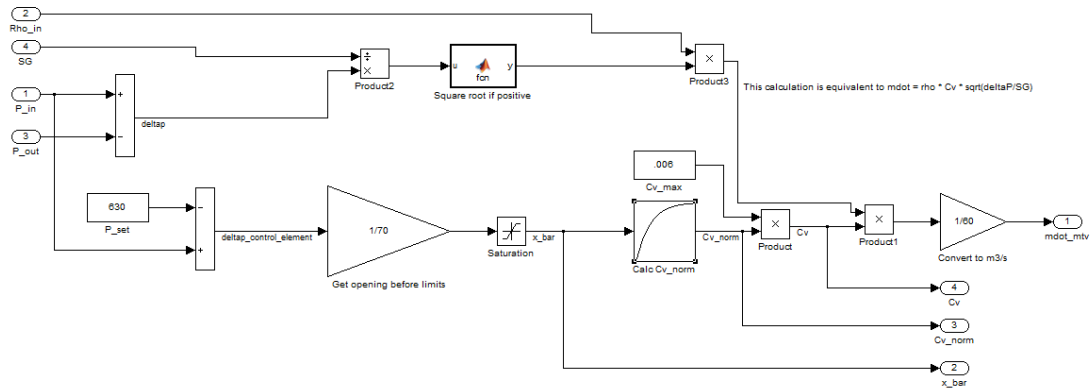 2
Rho_in
4
SG
÷
×
Product2
u
fcn
y
Square root if positive
×
Product3
This calculation is equivalent to mdot = rho * Cv * sqrt(deltaP/SG)
1
P_in
+
−
deltap
3
P_out
630
P_set
−
+
deltap_control_element
1/70
Get opening before limits
Saturation
x_bar
.006
Cv_max
Calc Cv_norm
Cv_norm
×
Product
Cv
×
Product1
1/60
Convert to m3/s
1
mdot_mtv
4
Cv
3
Cv_norm
2
x_bar